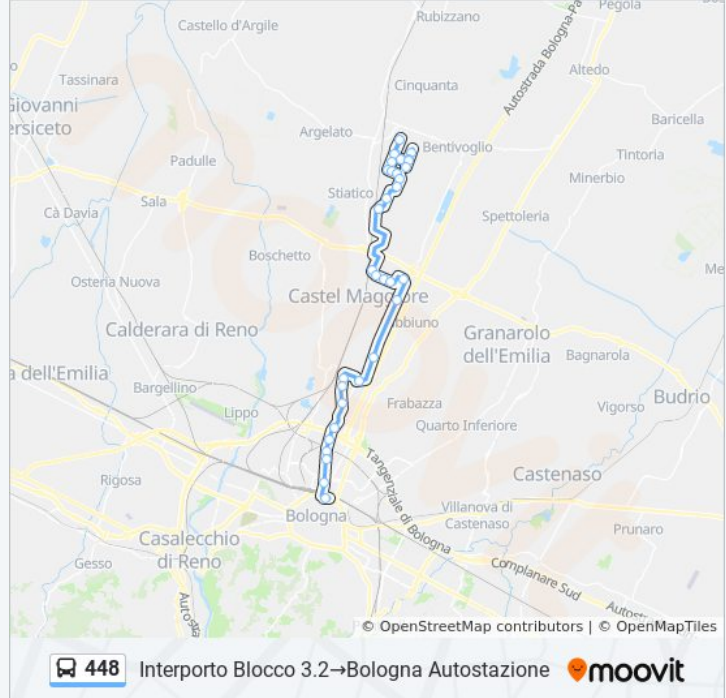 Pegola
Rubizzano
Castello d'Argile
Altedo
Tassinara
Cinquanta
Autostrada Bologna-Pa
Giovanni
ersiceto
Baricella
Argelato
Bentivoglio
Tintoria
Padulle
Minerbio
Stiatico
Sala
Cà Davia
Spettoleria
Boschetto
Osteria Nuova
Castel Maggiore
Calderara di Reno
Granarolo
dell'Emilia
Bagnarola
a dell'Emilia
Bargellino
Budrio
Lippo
Frabazza
Vigorso
Quarto Inferiore
Rigosa
Tangenziale di Bologna
Castenaso
Bologna
Villanova di
Castenaso
Prunaro
Casalecchio
di Reno
Gesso
Complanare Sud
Autost
© OpenStreetMap contributors | © OpenMapTiles
448 Interporto Blocco 3.2→Bologna Autostazione moovit